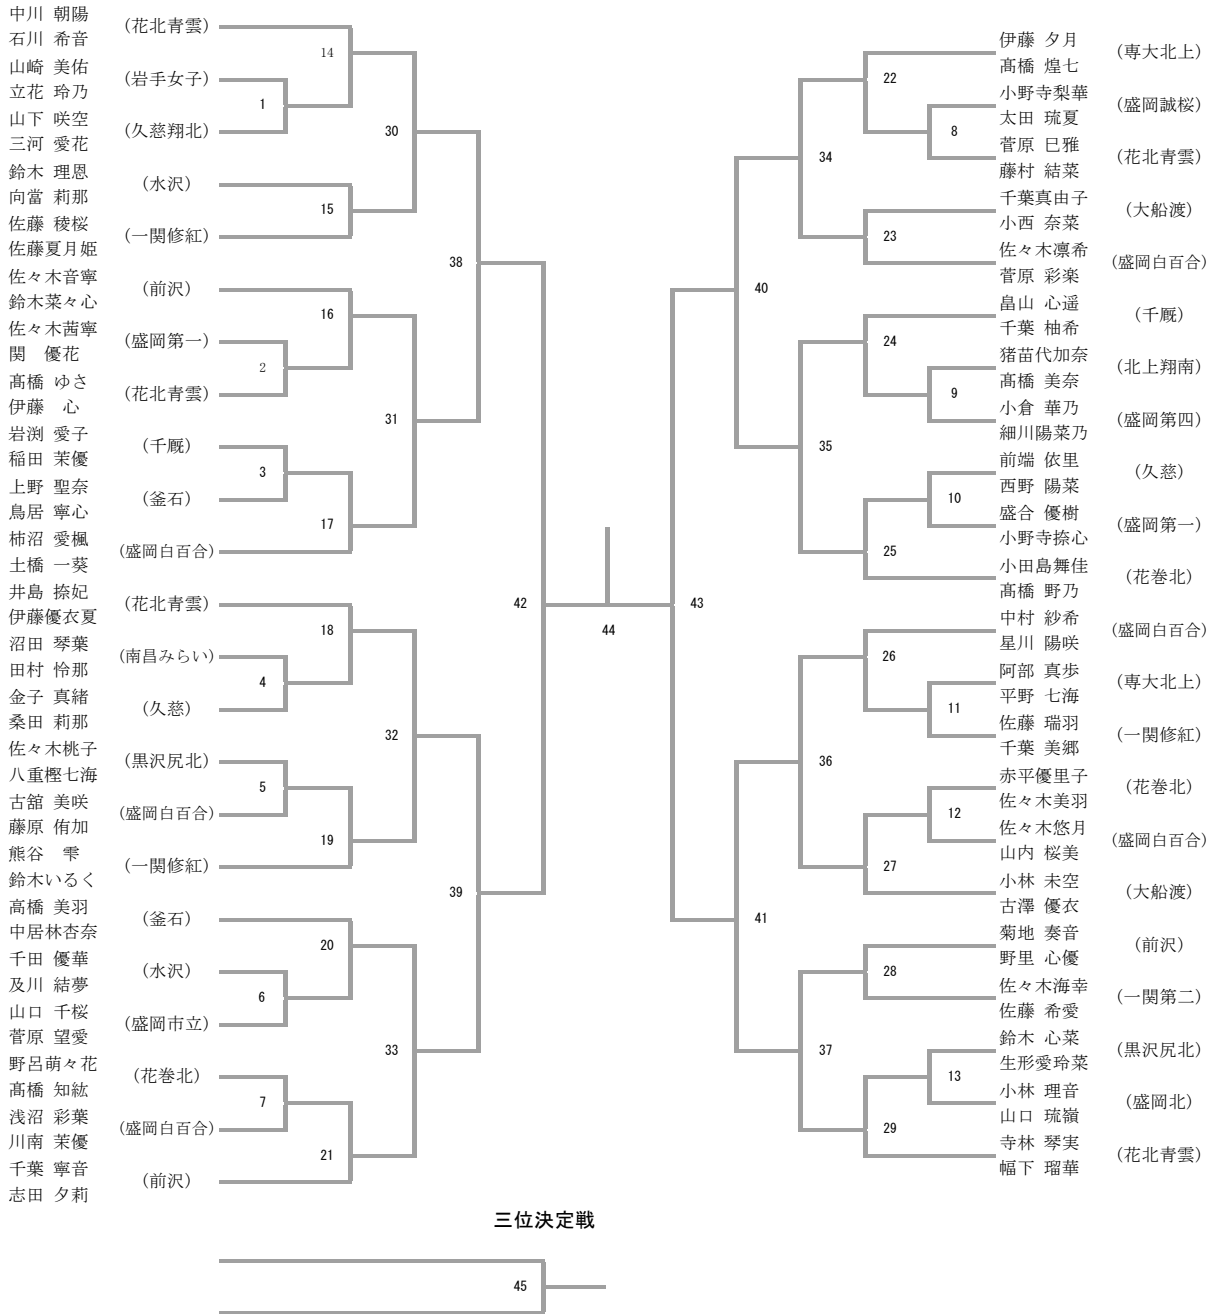 中川 朝陽
石川 希音
(花北青雲)
14
山崎 美佑
立花 玲乃
(岩手女子)
1
山下 咲空
三河 愛花
(久慈翔北)
30
鈴木 理恩
向當 莉那
(水沢)
15
佐藤 稜桜
佐藤夏月姫
(一関修紅)
38
佐々木音寧
鈴木菜々心
(前沢)
16
佐々木茜寧
関 優花
(盛岡第一)
2
髙橋 ゆさ
伊藤 心
(花北青雲)
31
岩渕 愛子
稲田 茉優
(千厩)
3
上野 聖奈
鳥居 寧心
(釜石)
17
柿沼 愛楓
土橋 一葵
(盛岡白百合)
42
井島 捺妃
伊藤優衣夏
(花北青雲)
18
沼田 琴葉
田村 怜那
(南昌みらい)
4
金子 真緒
桑田 莉那
(久慈)
32
佐々木桃子
八重樫七海
(黒沢尻北)
5
古舘 美咲
藤原 侑加
(盛岡白百合)
19
熊谷 雫
鈴木いるく
(一関修紅)
39
高橋 美羽
中居林杏奈
(釜石)
20
千田 優華
及川 結夢
(水沢)
6
山口 千桜
菅原 望愛
(盛岡市立)
33
野呂萌々花
髙橋 知紘
(花巻北)
7
浅沼 彩葉
川南 茉優
(盛岡白百合)
21
千葉 寧音
志田 夕莉
(前沢)
44
伊藤 夕月
髙橋 煌七
(専大北上)
22
小野寺梨華
太田 琉夏
(盛岡誠桜)
8
菅原 巳雅
藤村 結菜
(花北青雲)
34
千葉真由子
小西 奈菜
(大船渡)
23
佐々木凛希
菅原 彩楽
(盛岡白百合)
40
畠山 心遥
千葉 柚希
(千厩)
24
猪苗代加奈
髙橋 美奈
(北上翔南)
9
小倉 華乃
細川陽菜乃
(盛岡第四)
35
前端 依里
西野 陽菜
(久慈)
10
盛合 優樹
小野寺捺心
(盛岡第一)
25
小田島舞佳
髙橋 野乃
(花巻北)
43
中村 紗希
星川 陽咲
(盛岡白百合)
26
阿部 真歩
平野 七海
(専大北上)
11
佐藤 瑞羽
千葉 美郷
(一関修紅)
36
赤平優里子
佐々木美羽
(花巻北)
12
佐々木悠月
山内 桜美
(盛岡白百合)
27
小林 未空
古澤 優衣
(大船渡)
41
菊地 奏音
野里 心優
(前沢)
28
佐々木海幸
佐藤 希愛
(一関第二)
37
鈴木 心菜
生形愛玲菜
(黒沢尻北)
13
小林 理音
山口 琉嶺
(盛岡北)
29
寺林 琴実
幅下 瑠華
(花北青雲)
三位決定戦
45